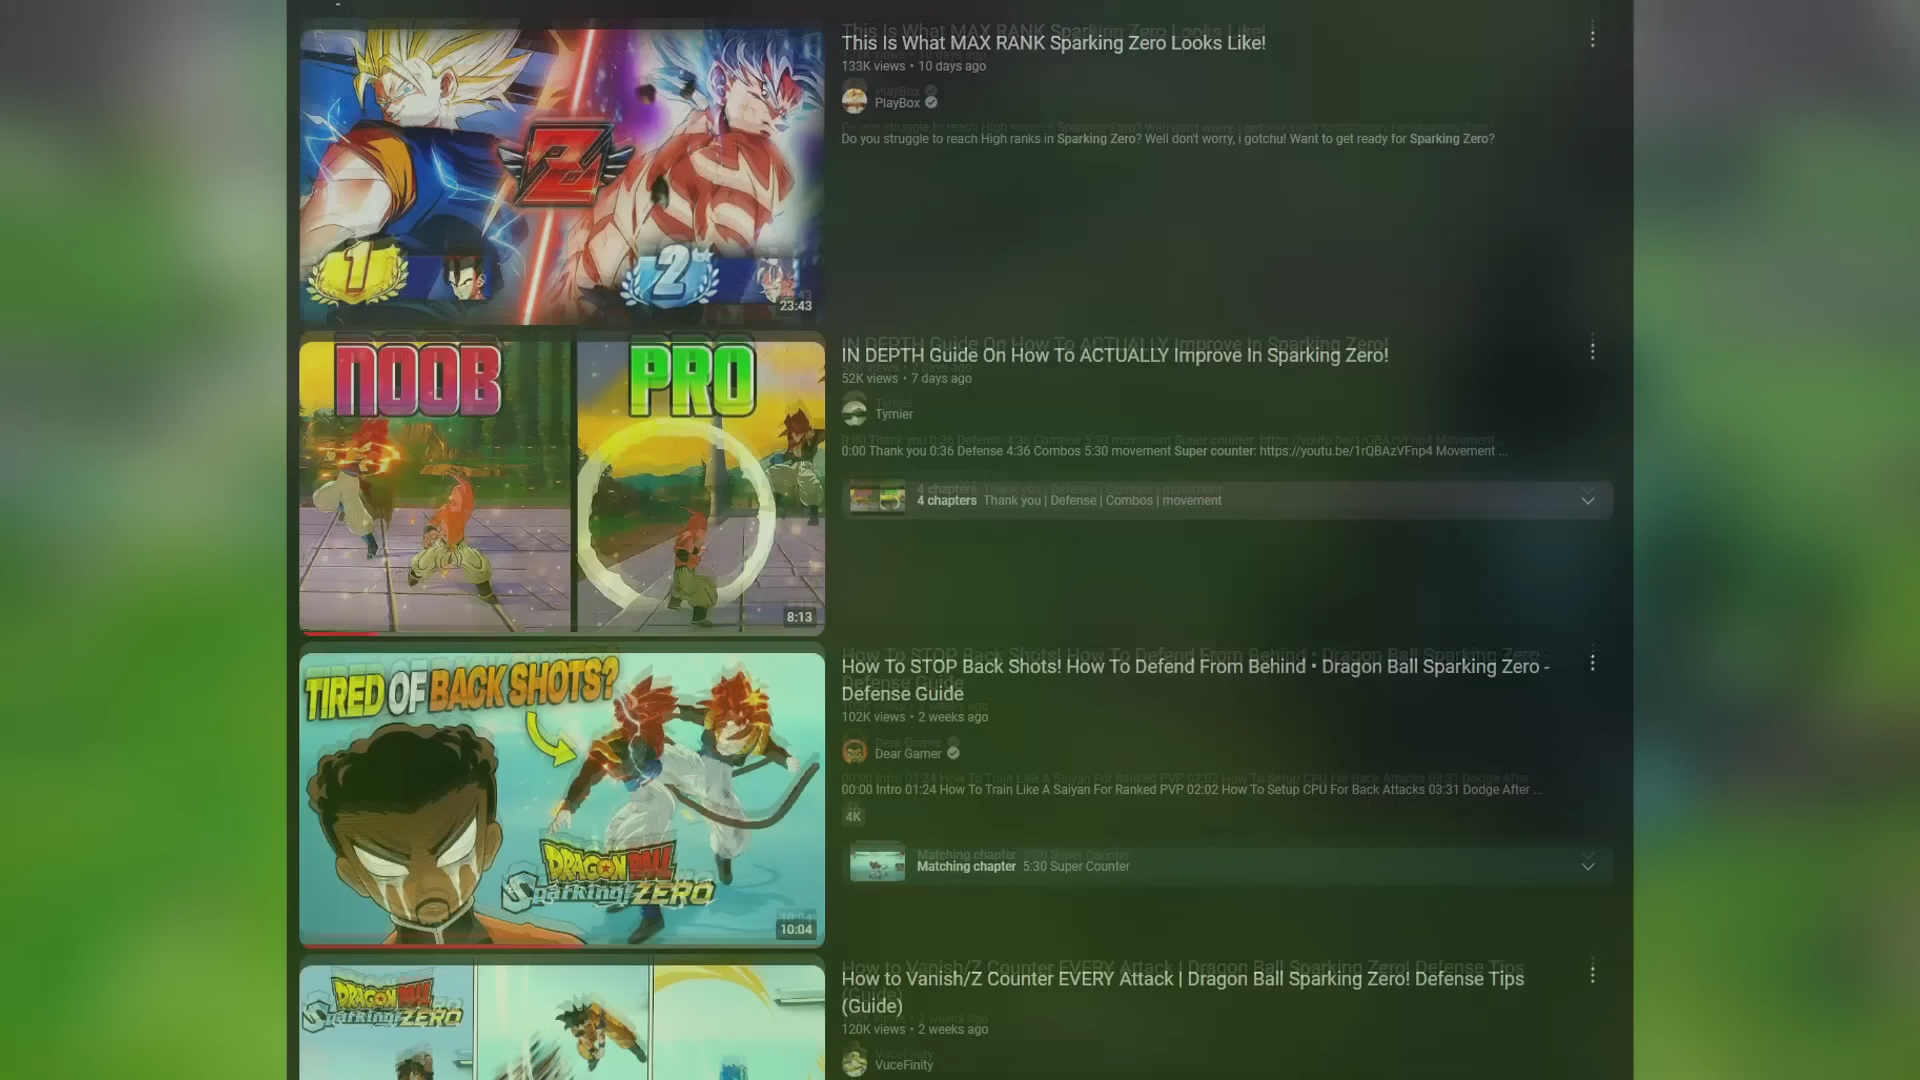 This Is What MAX RANK Sparking Zero Looks Like!
133K views • 10 days ago
PlayBox
Do you struggle to reach High ranks in Sparking Zero? Well don't worry, i gotchu! Want to get ready for Sparking Zero?
1
2
23:43
NOOB
PRO
8:13
IN DEPTH Guide On How To ACTUALLY Improve In Sparking Zero!
52K views • 7 days ago
Tymier
0:00 Thank you 0:36 Defense 4:36 Combos 5:30 movement Super counter: https://youtu.be/1rQBAzVFnp4 Movement ...
4 chapters Thank you | Defense | Combos | movement
TIRED OF BACK SHOTS?
DRAGON BALL
Sparking! ZERO
10:04
How To STOP Back Shots! How To Defend From Behind • Dragon Ball Sparking Zero -
Defense Guide
102K views • 2 weeks ago
Dear Gamer
00:00 Intro 01:24 How To Train Like A Saiyan For Ranked PVP 02:02 How To Setup CPU For Back Attacks 03:31 Dodge After ...
4K
Matching chapter 5:30 Super Counter
DRAGON BALL
Sparking! ZERO
How to Vanish/Z Counter EVERY Attack | Dragon Ball Sparking Zero! Defense Tips
(Guide)
120K views • 2 weeks ago
VuceFinity